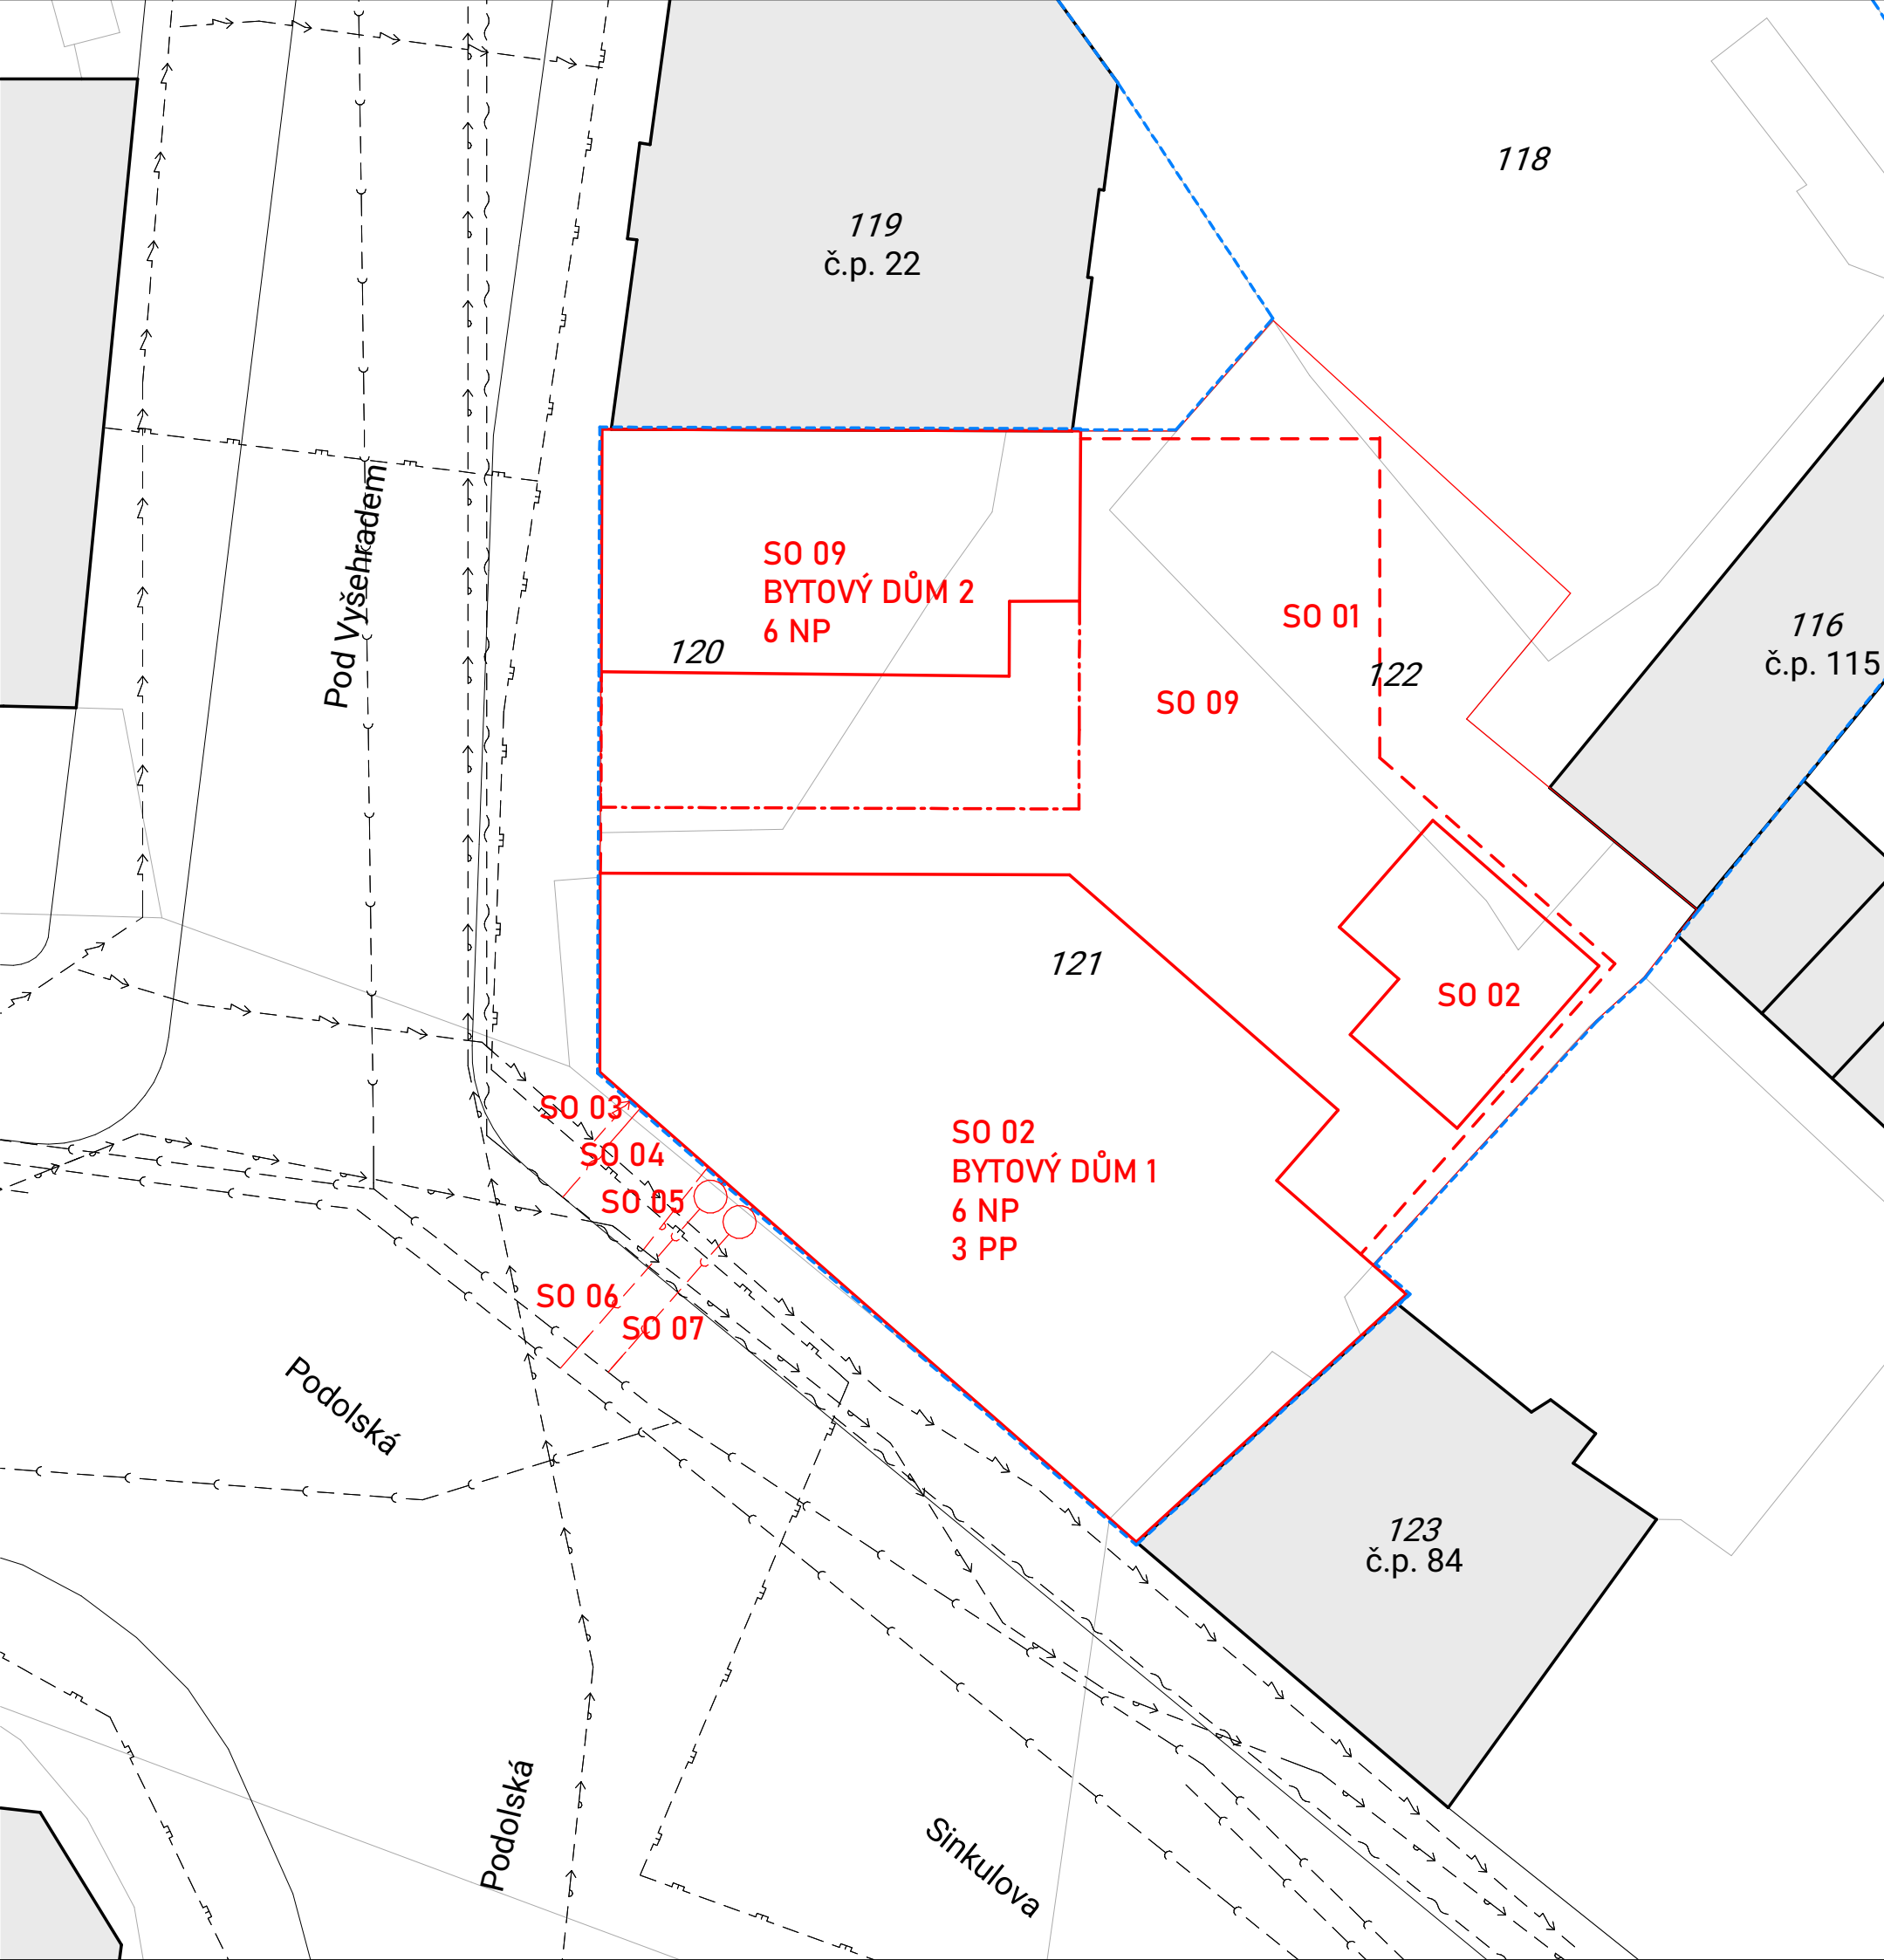 118
119
č.p. 22
SO 09
BYTOVÝ DŮM 2
6 NP
120
SO 01
116
č.p. 115
122
SO 09
Pod Vyšehradem
121
SO 02
SO 03
SO 04
SO 05
SO 06
SO 07
SO 02
BYTOVÝ DŮM 1
6 NP
3 PP
Podolská
123
č.p. 84
Podolská
Sinkulova